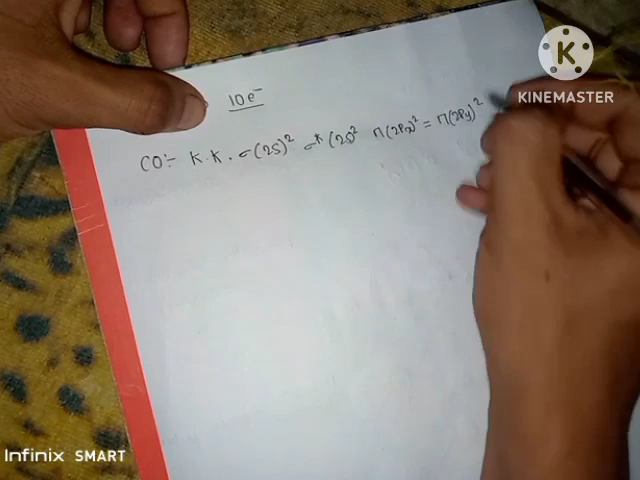 10e⁻
CO:- K.K. σ(2S)² σ*(2S)² π(2Px)² = π(2Py)²
K
KINEMASTER
Infinix SMART